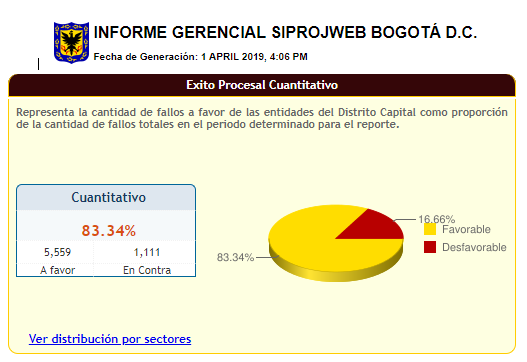 INFORME GERENCIAL SIPROJWEB BOGOTÁ D.C.
Fecha de Generación: 1 APRIL 2019, 4:06 PM
Exito Procesal Cuantitativo
Representa la cantidad de fallos a favor de las entidades del Distrito Capital como proporción
de la cantidad de fallos totales en el periodo determinado para el reporte.
Cuantitativo
83.34%
5,559 1,111
A favor En Contra
16.66%
83.34%
Favorable
Desfavorable
Ver distribución por sectores